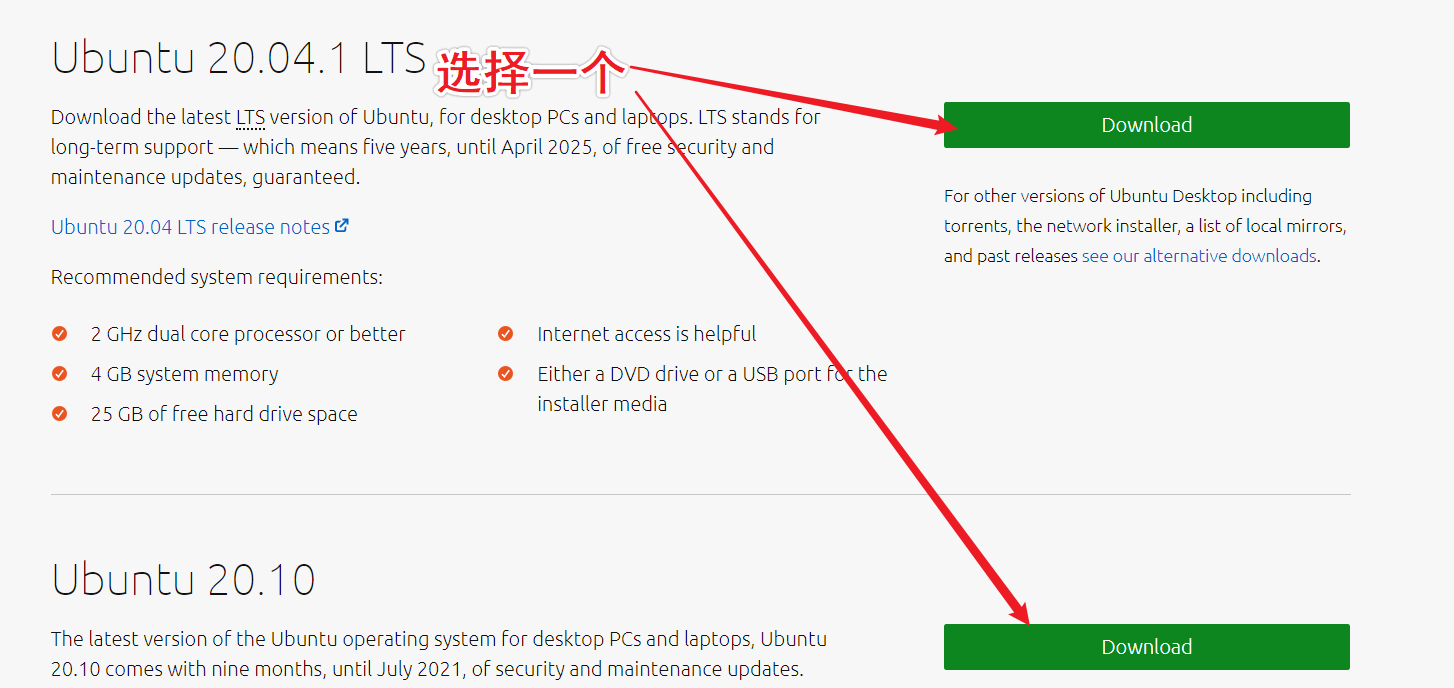 Ubuntu 20.04.1 LTS
选择一个
Download the latest LTS version of Ubuntu, for desktop PCs and laptops. LTS stands for
long-term support — which means five years, until April 2025, of free security and
maintenance updates, guaranteed.
Ubuntu 20.04 LTS release notes
Recommended system requirements:
2 GHz dual core processor or better
4 GB system memory
25 GB of free hard drive space
Internet access is helpful
Either a DVD drive or a USB port for the
installer media
Download
For other versions of Ubuntu Desktop including
torrents, the network installer, a list of local mirrors,
and past releases see our alternative downloads.
Ubuntu 20.10
The latest version of the Ubuntu operating system for desktop PCs and laptops, Ubuntu
20.10 comes with nine months, until July 2021, of security and maintenance updates.
Download